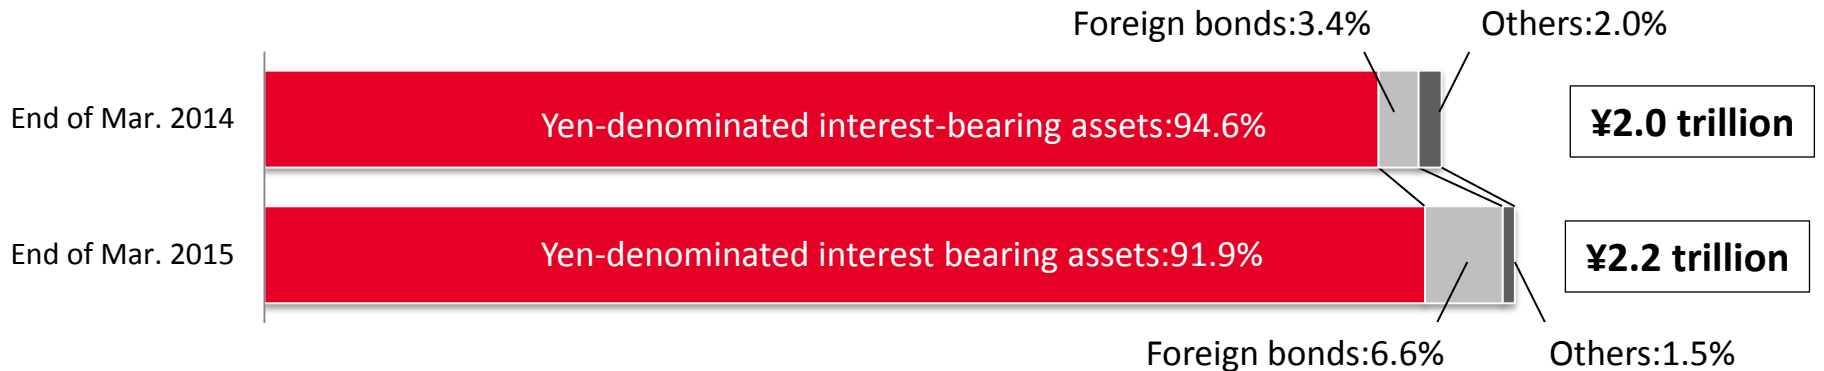 Foreign bonds:3.4%
Others:2.0%
End of Mar. 2014
Yen-denominated interest-bearing assets:94.6%
¥2.0 trillion
End of Mar. 2015
Yen-denominated interest bearing assets:91.9%
¥2.2 trillion
Foreign bonds:6.6%
Others:1.5%